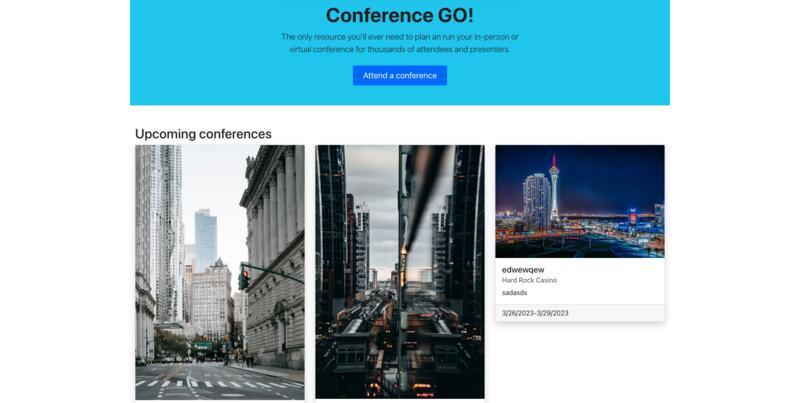 Conference GO!
The only resource you'll ever need to plan an run your in-person or
virtual conference for thousands of attendees and presenters.
Attend a conference
Upcoming conferences
edwewqew
Hard Rock Casino
sadasds
3/26/2023-3/29/2023